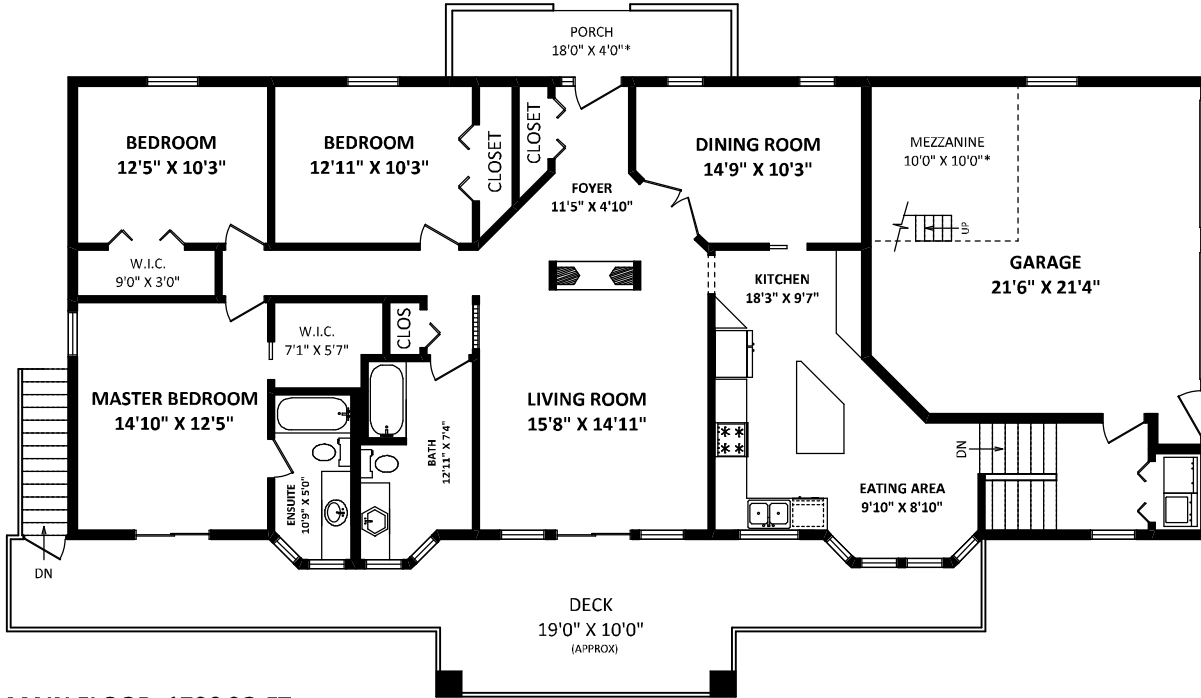 PORCH
18'0" X 4'0"*
BEDROOM
12'5" X 10'3"
BEDROOM
12'11" X 10'3"
CLOSET
CLOSET
FOYER
11'5" X 4'10"
DINING ROOM
14'9" X 10'3"
MEZZANINE
10'0" X 10'0"*
UP
GARAGE
21'6" X 21'4"
W.I.C.
9'0" X 3'0"
KITCHEN
18'3" X 9'7"
W.I.C.
7'1" X 5'7"
CLOS
MASTER BEDROOM
14'10" X 12'5"
LIVING ROOM
15'8" X 14'11"
BATH
12'11" X 7'4"
ENSUITE
10'9" X 5'0"
DN
EATING AREA
9'10" X 8'10"
DN
DECK
19'0" X 10'0"
(APPROX)